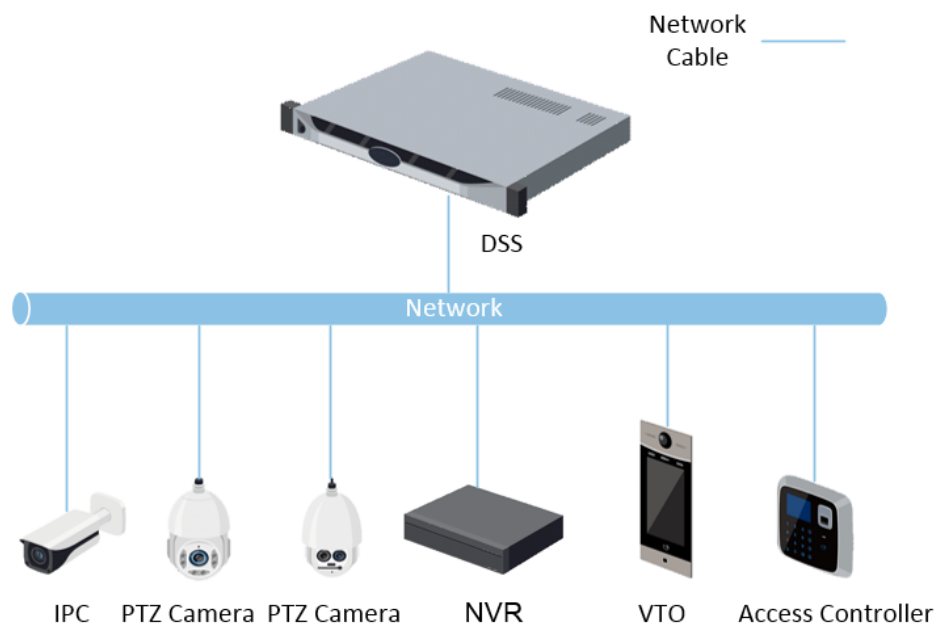 Network
Cable
DSS
Network
IPC
PTZ Camera
PTZ Camera
NVR
VTO
Access Controller